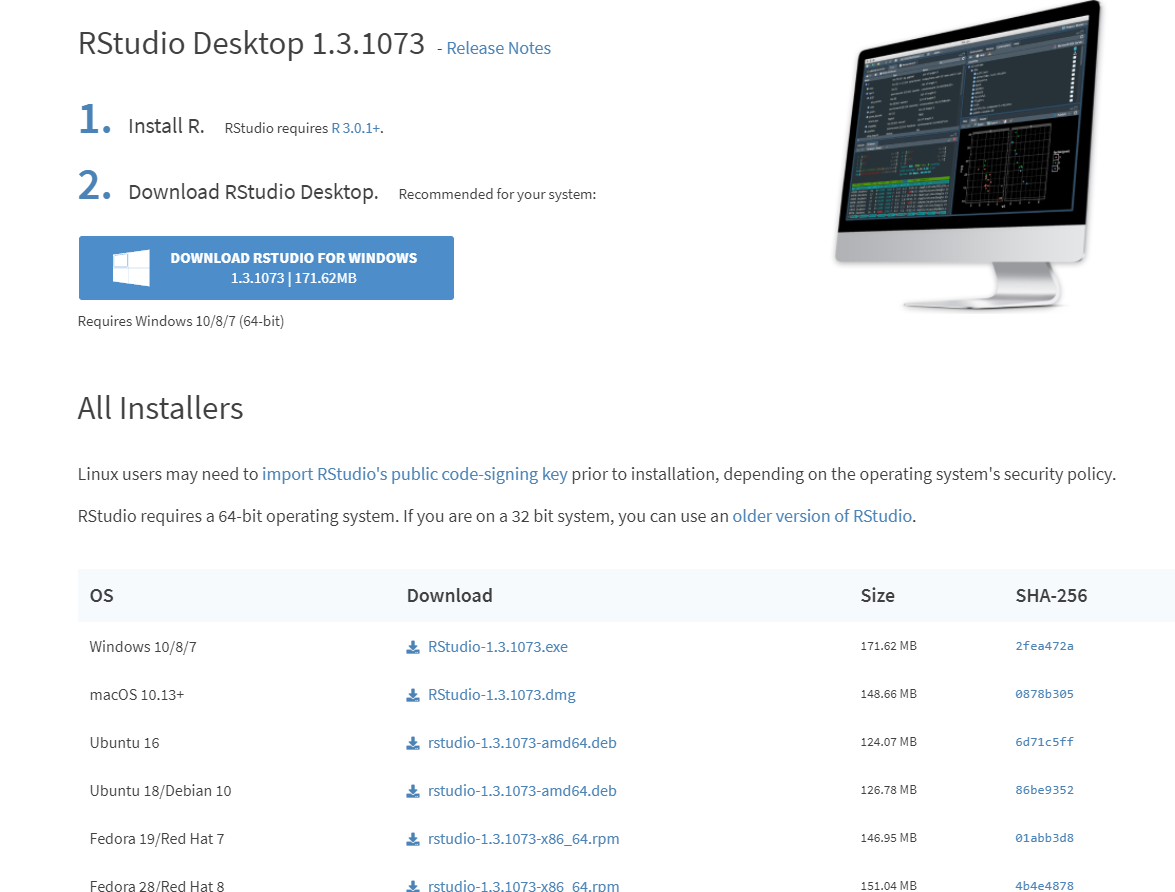 RStudio Desktop 1.3.1073 - Release Notes
1. Install R. RStudio requires R 3.0.1+.
2. Download RStudio Desktop. Recommended for your system:
DOWNLOAD RSTUDIO FOR WINDOWS
1.3.1073 | 171.62MB
Requires Windows 10/8/7 (64-bit)
All Installers
Linux users may need to import RStudio's public code-signing key prior to installation, depending on the operating system's security policy.
RStudio requires a 64-bit operating system. If you are on a 32 bit system, you can use an older version of RStudio.
OS Download Size SHA-256
Windows 10/8/7 RStudio-1.3.1073.exe 171.62 MB 2fea472a
macOS 10.13+ RStudio-1.3.1073.dmg 148.66 MB 0878b305
Ubuntu 16 rstudio-1.3.1073-amd64.deb 124.07 MB 6d71c5ff
Ubuntu 18/Debian 10 rstudio-1.3.1073-amd64.deb 126.78 MB 86be9352
Fedora 19/Red Hat 7 rstudio-1.3.1073-x86_64.rpm 146.95 MB 01abb3d8
Fedora 28/Red Hat 8 rstudio-1.3.1073-x86_64.rpm 151.04 MB 4b4e4878